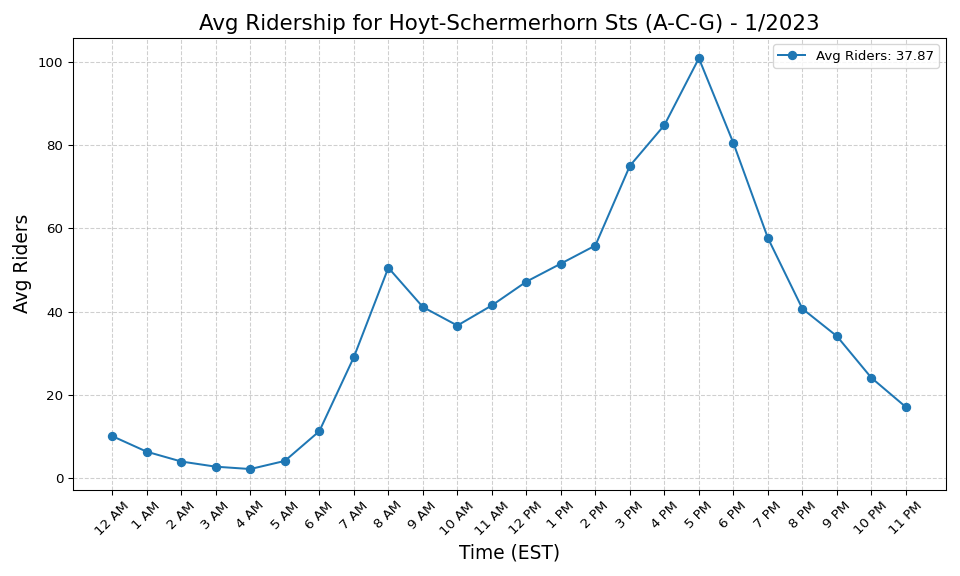 Avg Ridership for Hoyt-Schermerhorn Sts (A-C-G) - 1/2023
Avg Riders: 37.87
Avg Riders
100
80
60
40
20
0
12 AM
1 AM
2 AM
3 AM
4 AM
5 AM
6 AM
7 AM
8 AM
9 AM
10 AM
11 AM
12 PM
1 PM
2 PM
3 PM
4 PM
5 PM
6 PM
7 PM
8 PM
9 PM
10 PM
11 PM
Time (EST)